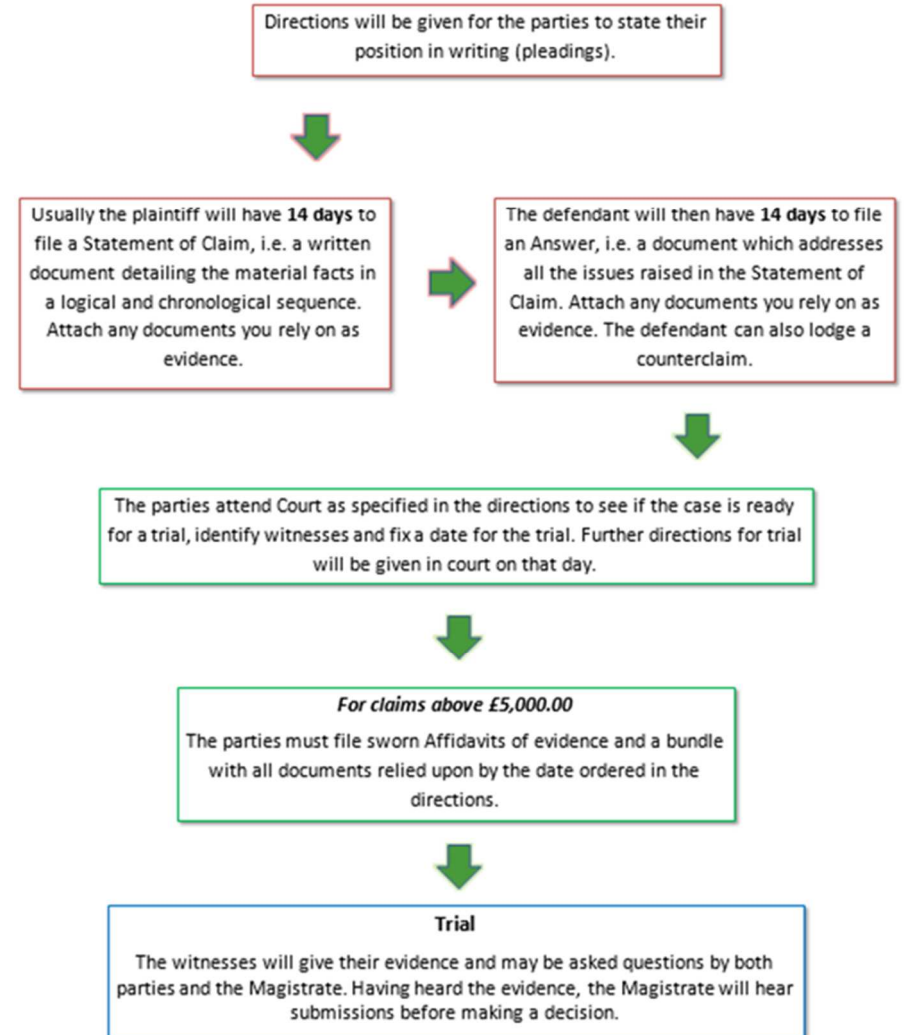 Directions will be given for the parties to state their
position in writing (pleadings).
Usually the plaintiff will have 14 days to
file a Statement of Claim, i.e. a written
document detailing the material facts in
a logical and chronological sequence.
Attach any documents you rely on as
evidence.
The defendant will then have 14 days to file
an Answer, i.e. a document which addresses
all the issues raised in the Statement of
Claim. Attach any documents you rely on as
evidence. The defendant can also lodge a
counterclaim.
The parties attend Court as specified in the directions to see if the case is ready
for a trial, identify witnesses and fix a date for the trial. Further directions for trial
will be given in court on that day.
For claims above £5,000.00
The parties must file sworn Affidavits of evidence and a bundle
with all documents relied upon by the date ordered in the
directions.
Trial
The witnesses will give their evidence and may be asked questions by both
parties and the Magistrate. Having heard the evidence, the Magistrate will hear
submissions before making a decision.